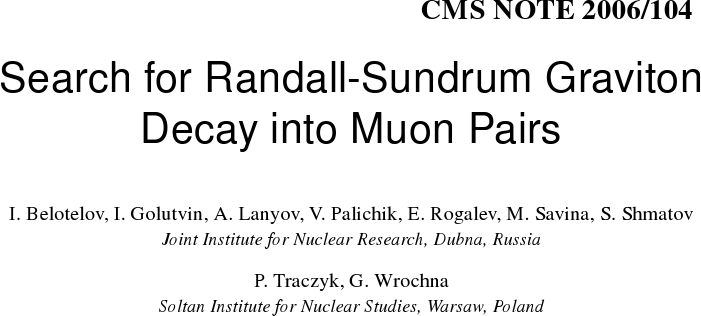 CMS NOTE 2006/104
Search for Randall-Sundrum Graviton
Decay into Muon Pairs
I. Belotelov, I. Golutvin, A. Lanyov, V. Palichik, E. Rogalev, M. Savina, S. Shmatov
Joint Institute for Nuclear Research, Dubna, Russia
P. Traczyk, G. Wrochna
Soltan Institute for Nuclear Studies, Warsaw, Poland